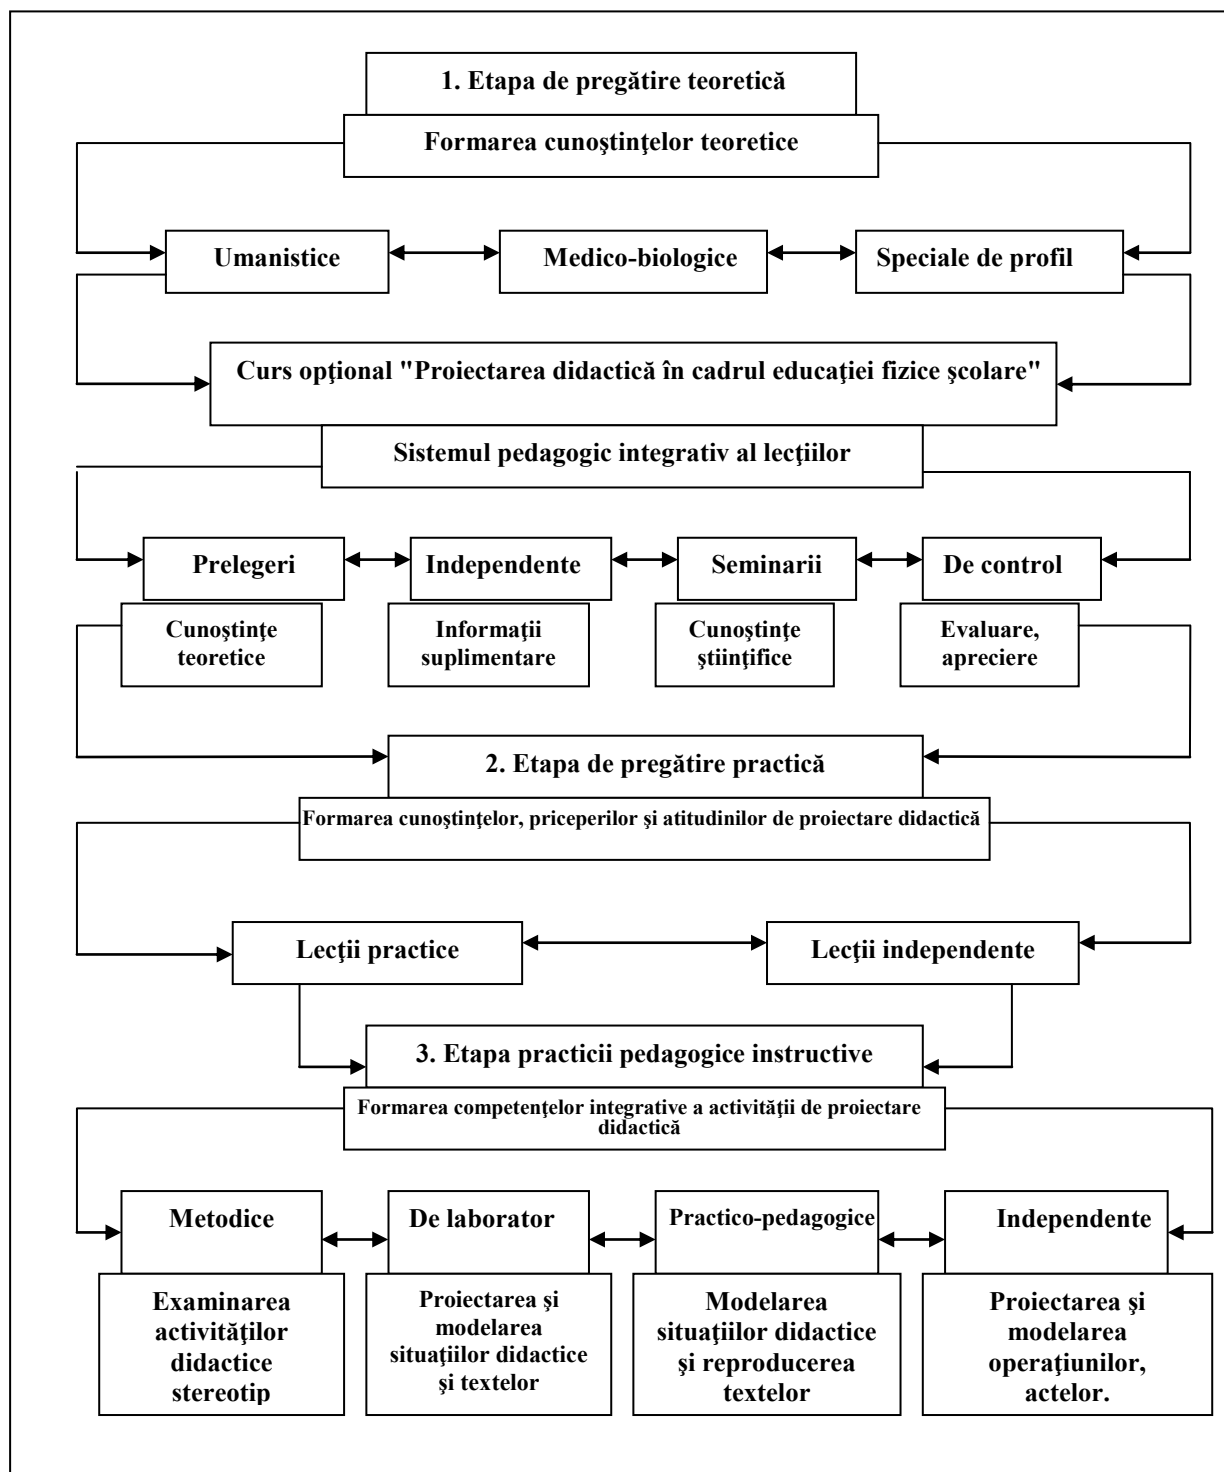 1. Etapa de pregătire teoretică
Formarea cunoştinţelor teoretice
Umanistice
Medico-biologice
Speciale de profil
Curs opţional "Proiectarea didactică în cadrul educaţiei fizice şcolare"
Sistemul pedagogic integrativ al lecţiilor
Prelegeri
Independente
Seminarii
De control
Cunoştinţe
teoretice
Informaţii
suplimentare
Cunoştinţe
ştiinţifice
Evaluare,
apreciere
2. Etapa de pregătire practică
Formarea cunoştinţelor, priceperilor şi atitudinilor de proiectare didactică
Lecţii practice
Lecţii independente
3. Etapa practicii pedagogice instructive
Formarea competenţelor integrative a activităţii de proiectare
didactică
Metodice
De laborator
Practico-pedagogice
Independente
Examinarea
activităţilor
didactice
stereotip
Proiectarea şi
modelarea
situaţiilor didactice
şi textelor
Modelarea
situaţiilor didactice
şi reproducerea
textelor
Proiectarea şi
modelarea
operaţiunilor,
actelor.